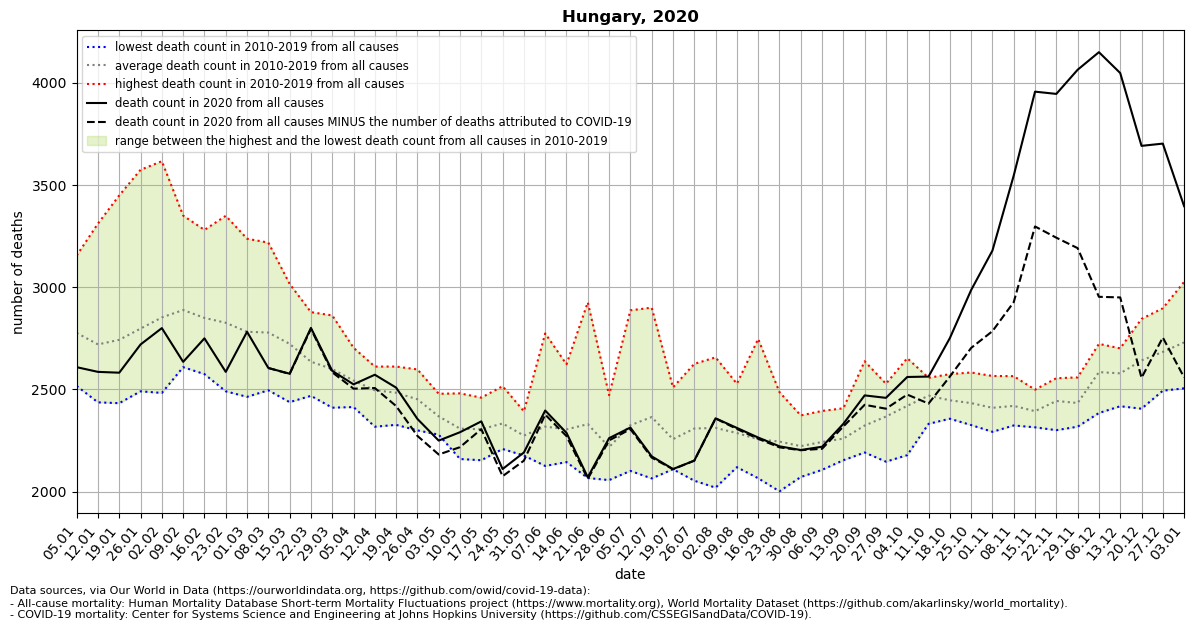 Hungary, 2020
lowest death count in 2010-2019 from all causes
average death count in 2010-2019 from all causes
highest death count in 2010-2019 from all causes
death count in 2020 from all causes
death count in 2020 from all causes MINUS the number of deaths attributed to COVID-19
range between the highest and the lowest death count from all causes in 2010-2019
number of deaths
4000
3500
3000
2500
2000
05.01 12.01 19.01 26.01 02.02 09.02 16.02 23.02 01.03 08.03 15.03 22.03 29.03 05.04 12.04 19.04 26.04 03.05 10.05 17.05 24.05 31.05 07.06 14.06 21.06 28.06 05.07 12.07 19.07 26.07 02.08 09.08 16.08 23.08 30.08 06.09 13.09 20.09 27.09 04.10 11.10 18.10 25.10 01.11 08.11 15.11 22.11 29.11 06.12 13.12 20.12 27.12 03.01
date
Data sources, via Our World in Data (https://ourworldindata.org, https://github.com/owid/covid-19-data):
- All-cause mortality: Human Mortality Database Short-term Mortality Fluctuations project (https://www.mortality.org), World Mortality Dataset (https://github.com/akarlinsky/world_mortality).
- COVID-19 mortality: Center for Systems Science and Engineering at Johns Hopkins University (https://github.com/CSSEGISandData/COVID-19).